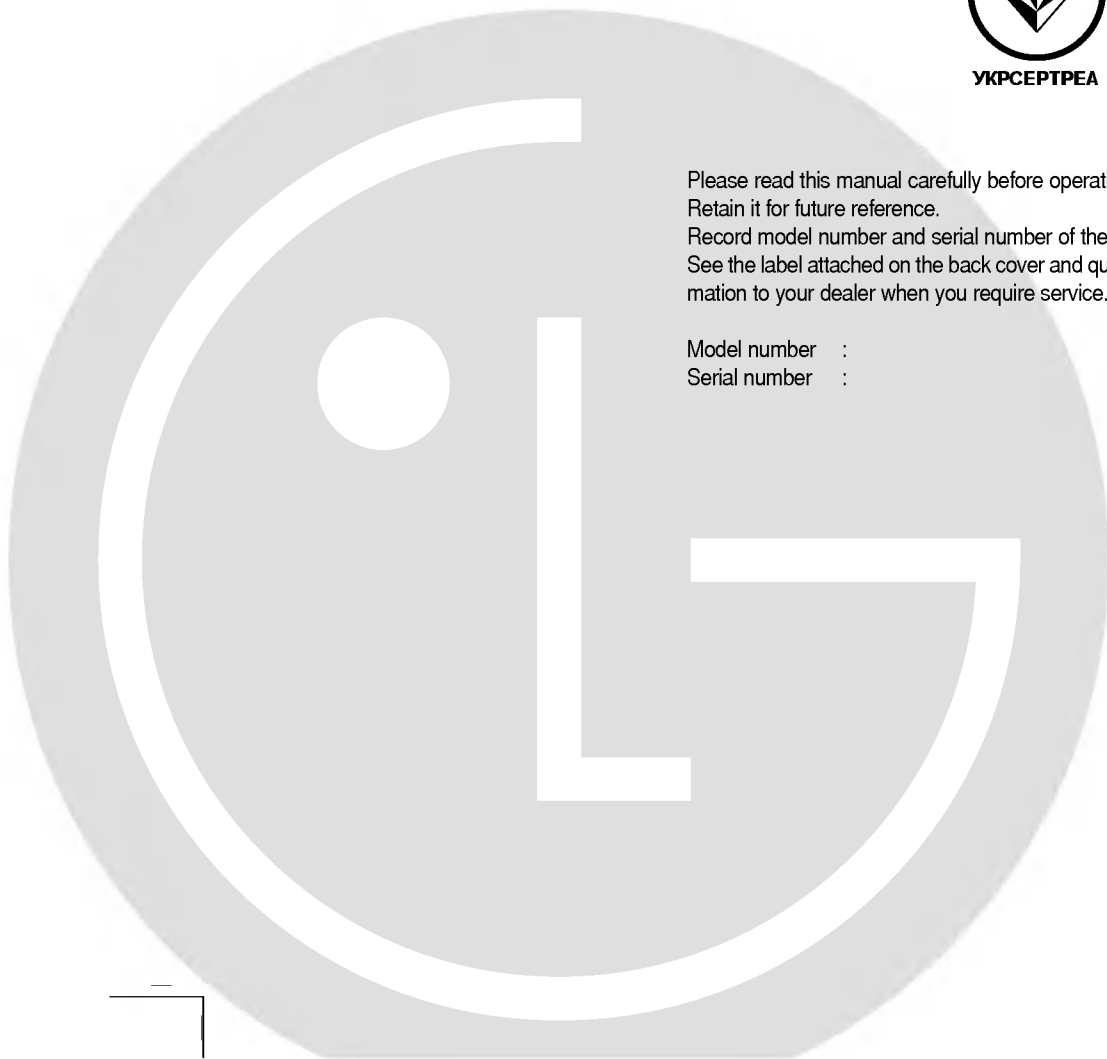 УКРСЕРТРЕА
Please read this manual carefully before
Retain it for future reference.
Record model number and serial number of the
See the label attached on the back cover and
mation to your dealer when you require service.
Model number :
Serial number :
LG